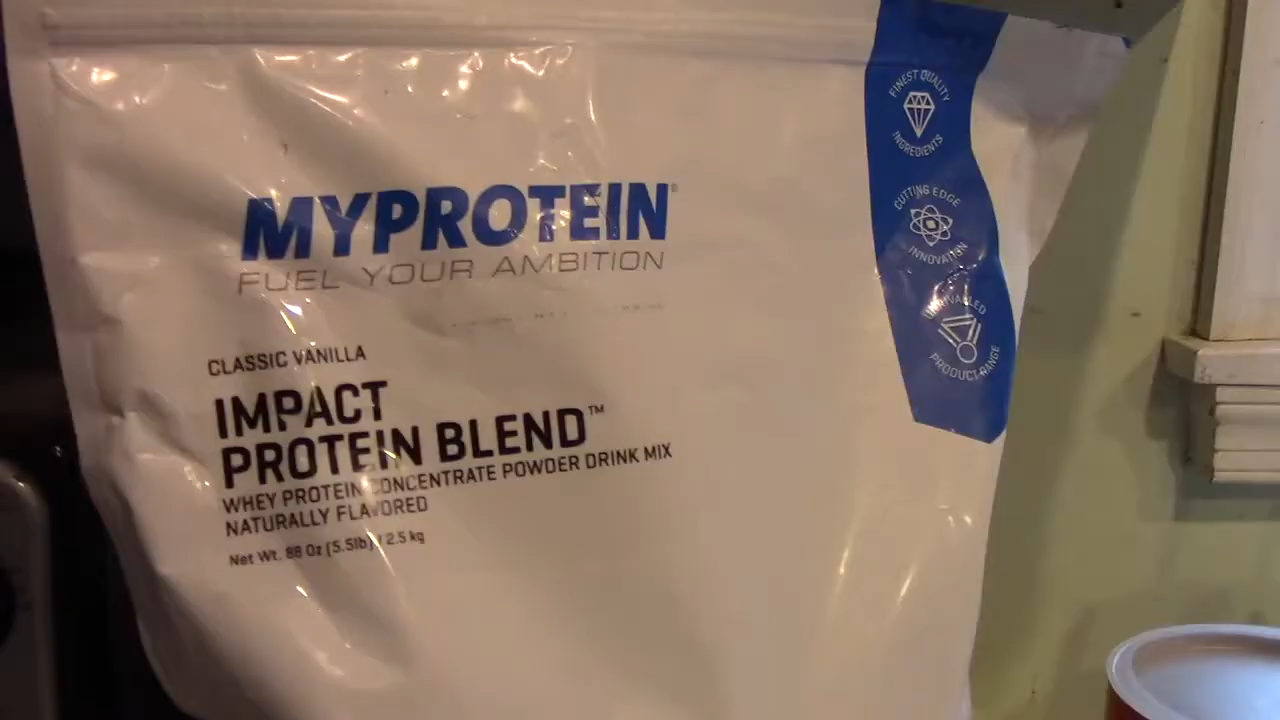 MYPROTEIN®
FUEL YOUR AMBITION
CLASSIC VANILLA
IMPACT
PROTEIN BLEND™
WHEY PROTEIN CONCENTRATE POWDER DRINK MIX
NATURALLY FLAVORED
Net Wt. 88 Oz (5.5lb) / 2.5 kg
FINEST QUALITY
INGREDIENTS
CUTTING EDGE
INNOVATION
UNRIVALLED
PRODUCT RANGE